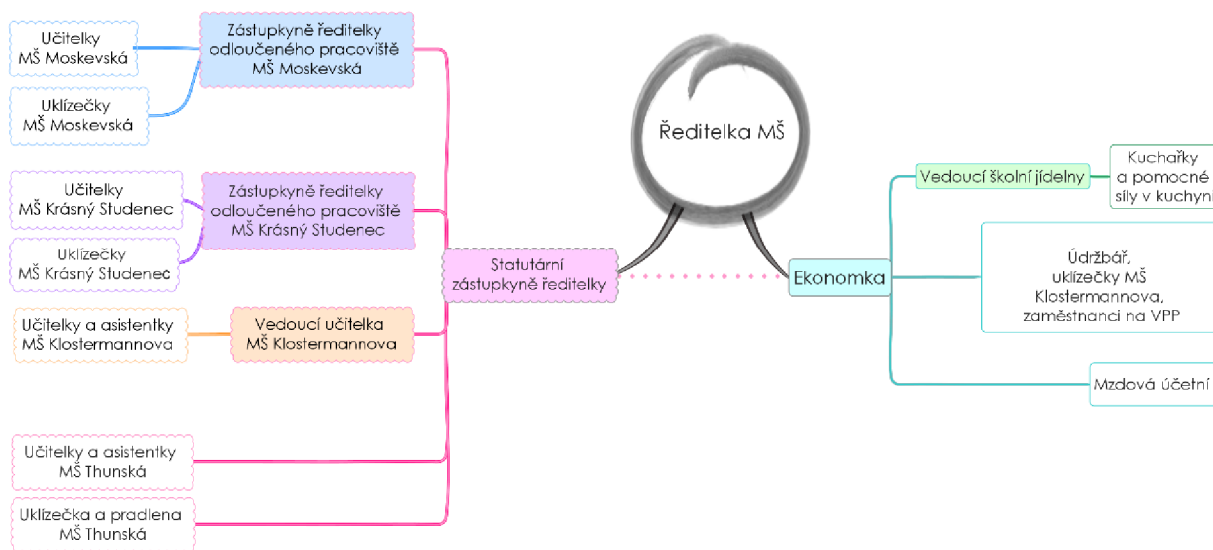 Učitelky
MŠ Moskevská
Uklízečky
MŠ Moskevská
Zástupkyně ředitelky
odloučeného pracoviště
MŠ Moskevská
Učitelky
MŠ Krásný Studenec
Uklízečky
MŠ Krásný Studenec
Zástupkyně ředitelky
odloučeného pracoviště
MŠ Krásný Studenec
Učitelky a asistentky
MŠ Klostermannova
Vedoucí učitelka
MŠ Klostermannova
Učitelky a asistentky
MŠ Thunská
Uklízečka a pradlena
MŠ Thunská
Statutární
zástupkyně ředitelky
Ředitelka MŠ
Ekonomka
Vedoucí školní jídelny
Kuchařky
a pomocné
síly v kuchyni
Údržbář,
uklízečky MŠ
Klostermannova,
zaměstnanci na VPP
Mzdová účetní